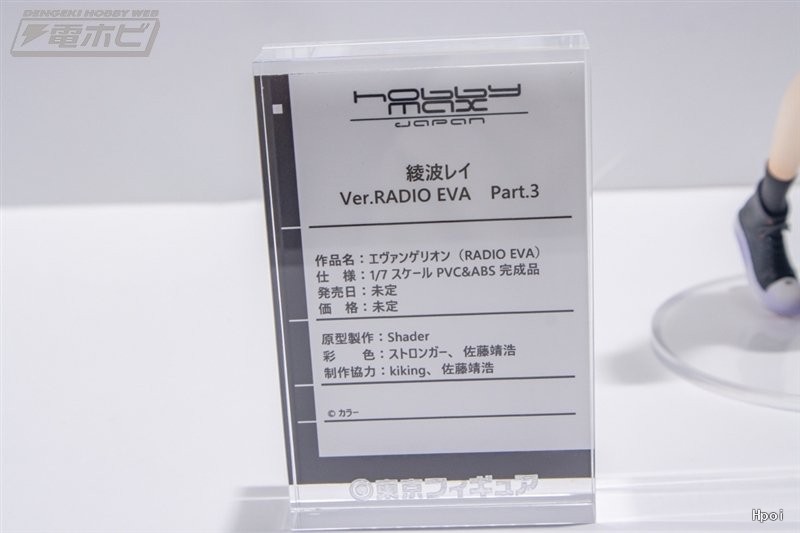 DENGEKI HOBBY WEB
電ホビ
hobby
max
JAPAN
綾波レイ
Ver.RADIO EVA　Part.3
作品名：エヴァンゲリオン（RADIO EVA）
仕　様：1/7 スケール PVC&ABS 完成品
発売日：未定
価　格：未定
原型製作：Shader
彩　　色：ストロンガー、佐藤靖浩
制作協力：kiking、佐藤靖浩
© カラー
東京フィギュア
Hpoi